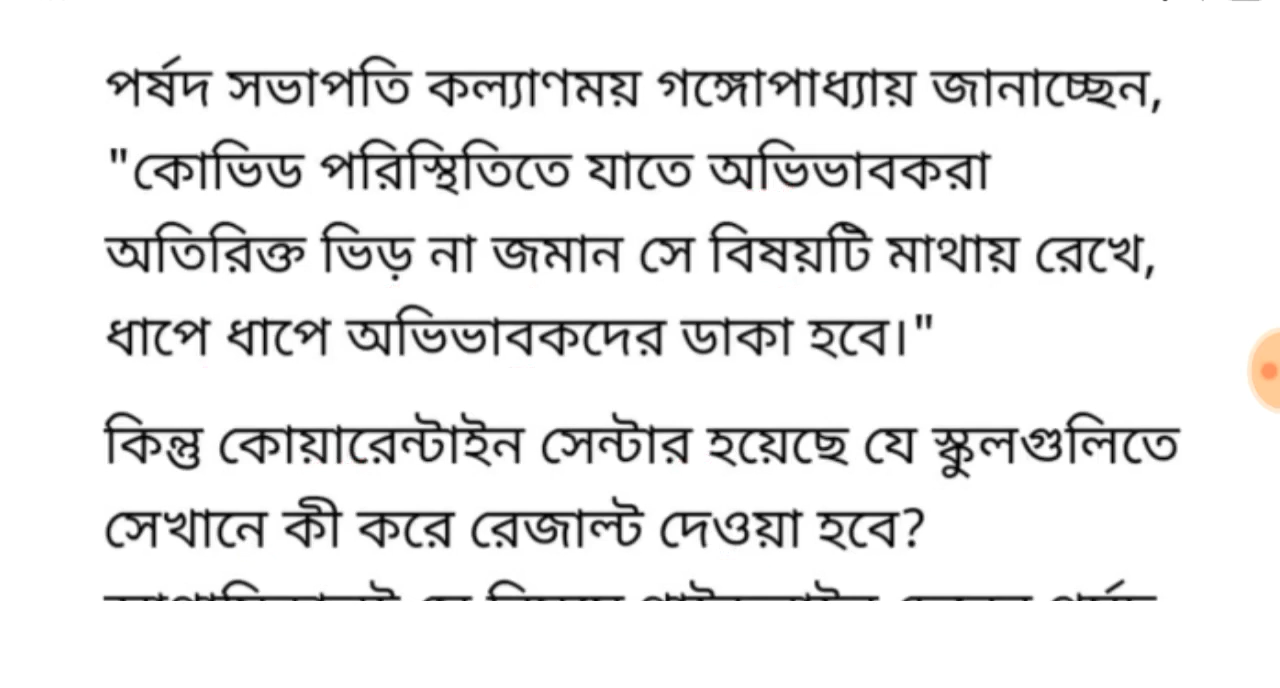 পর্ষদ সভাপতি কল্যাণময় গঙ্গোপাধ্যায় জানাচ্ছেন,
"কোভিড পরিস্থিতিতে যাতে অভিভাবকরা
অতিরিক্ত ভিড় না জমান সে বিষয়টি মাথায় রেখে,
ধাপে ধাপে অভিভাবকদের ডাকা হবে।"
কিন্তু কোয়ারেন্টাইন সেন্টার হয়েছে যে স্কুলগুলিতে
সেখানে কী করে রেজাল্ট দেওয়া হবে?